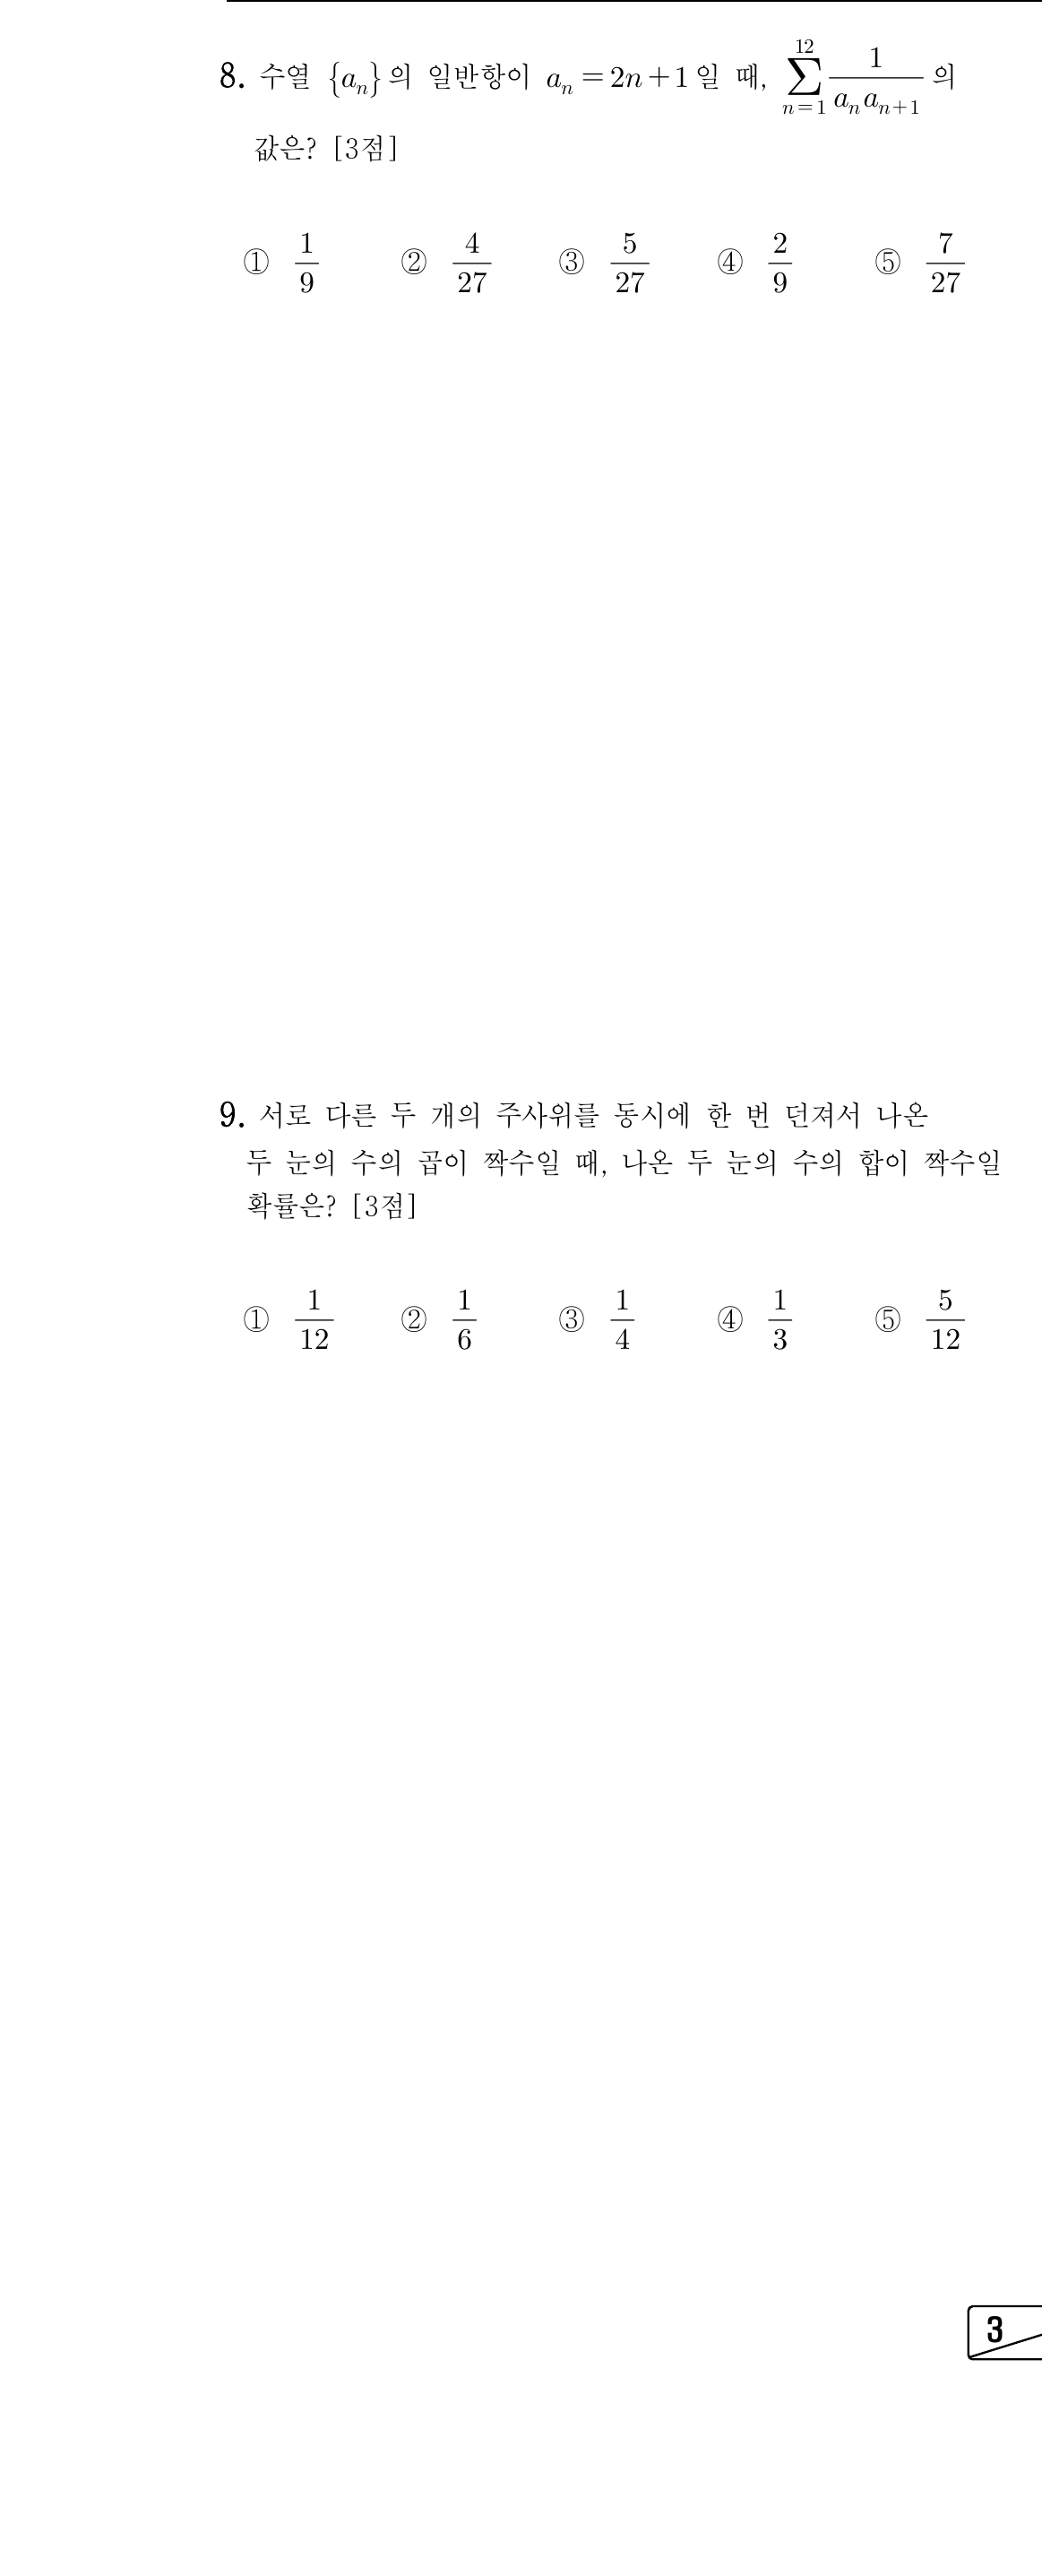 8. 수열 {aₙ}의 일반항이 aₙ = 2n + 1일 때, ∑_{n=1}^{12} 1/(aₙaₙ₊₁) 의
값은? [3점]
① 1/9 ② 4/27 ③ 5/27 ④ 2/9 ⑤ 7/27
9. 서로 다른 두 개의 주사위를 동시에 한 번 던져서 나온
두 눈의 수의 곱이 짝수일 때, 나온 두 눈의 수의 합이 짝수일
확률은? [3점]
① 1/12 ② 1/6 ③ 1/4 ④ 1/3 ⑤ 5/12
3